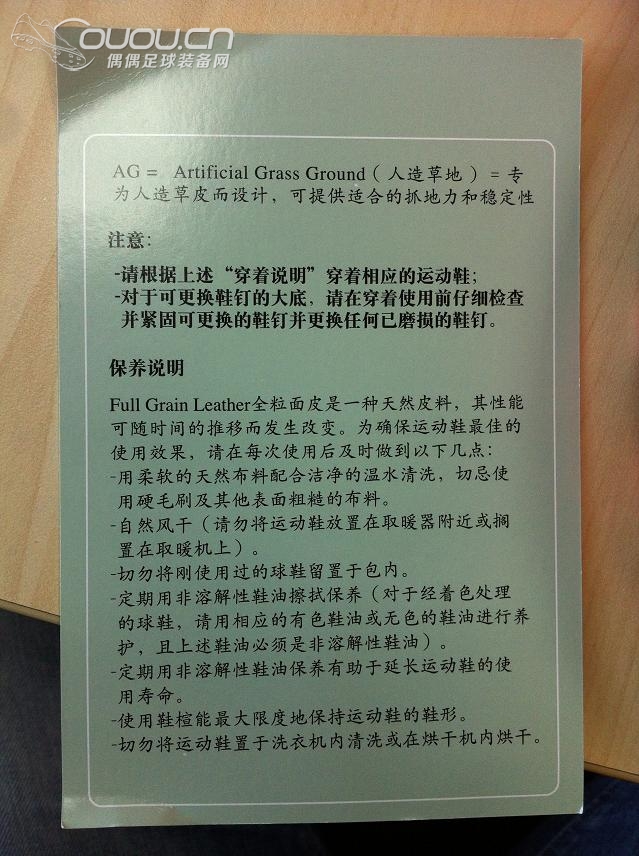 ouou.cn
偶偶足球装备网
AG = Artificial Grass Ground（人造草地）= 专
为人造草皮而设计，可提供适合的抓地力和稳定性
注意：
-请根据上述“穿着说明”穿着相应的运动鞋；
-对于可更换鞋钉的大底，请在穿着使用前仔细检查
并紧固可更换的鞋钉并更换任何已磨损的鞋钉。
保养说明
Full Grain Leather全粒面皮是一种天然皮料，其性能
可随时间的推移而发生改变。为确保运动鞋最佳的
使用效果，请在每次使用后及时做到以下几点：
-用柔软的天然布料配合洁净的温水清洗，切忌使
用硬毛刷及其他表面粗糙的布料。
-自然风干（请勿将运动鞋放置在取暖器附近或搁
置在取暖机上）。
-切勿将刚使用过的球鞋留置于包内。
-定期用非溶解性鞋油擦拭保养（对于经着色处理
的球鞋，请用相应的有色鞋油或无色的鞋油进行养
护，且上述鞋油必须是非溶解性鞋油）。
-定期用非溶解性鞋油保养有助于延长运动鞋的使
用寿命。
-使用鞋楦能最大限度地保持运动鞋的鞋形。
-切勿将运动鞋置于洗衣机内清洗或在烘干机内烘干。